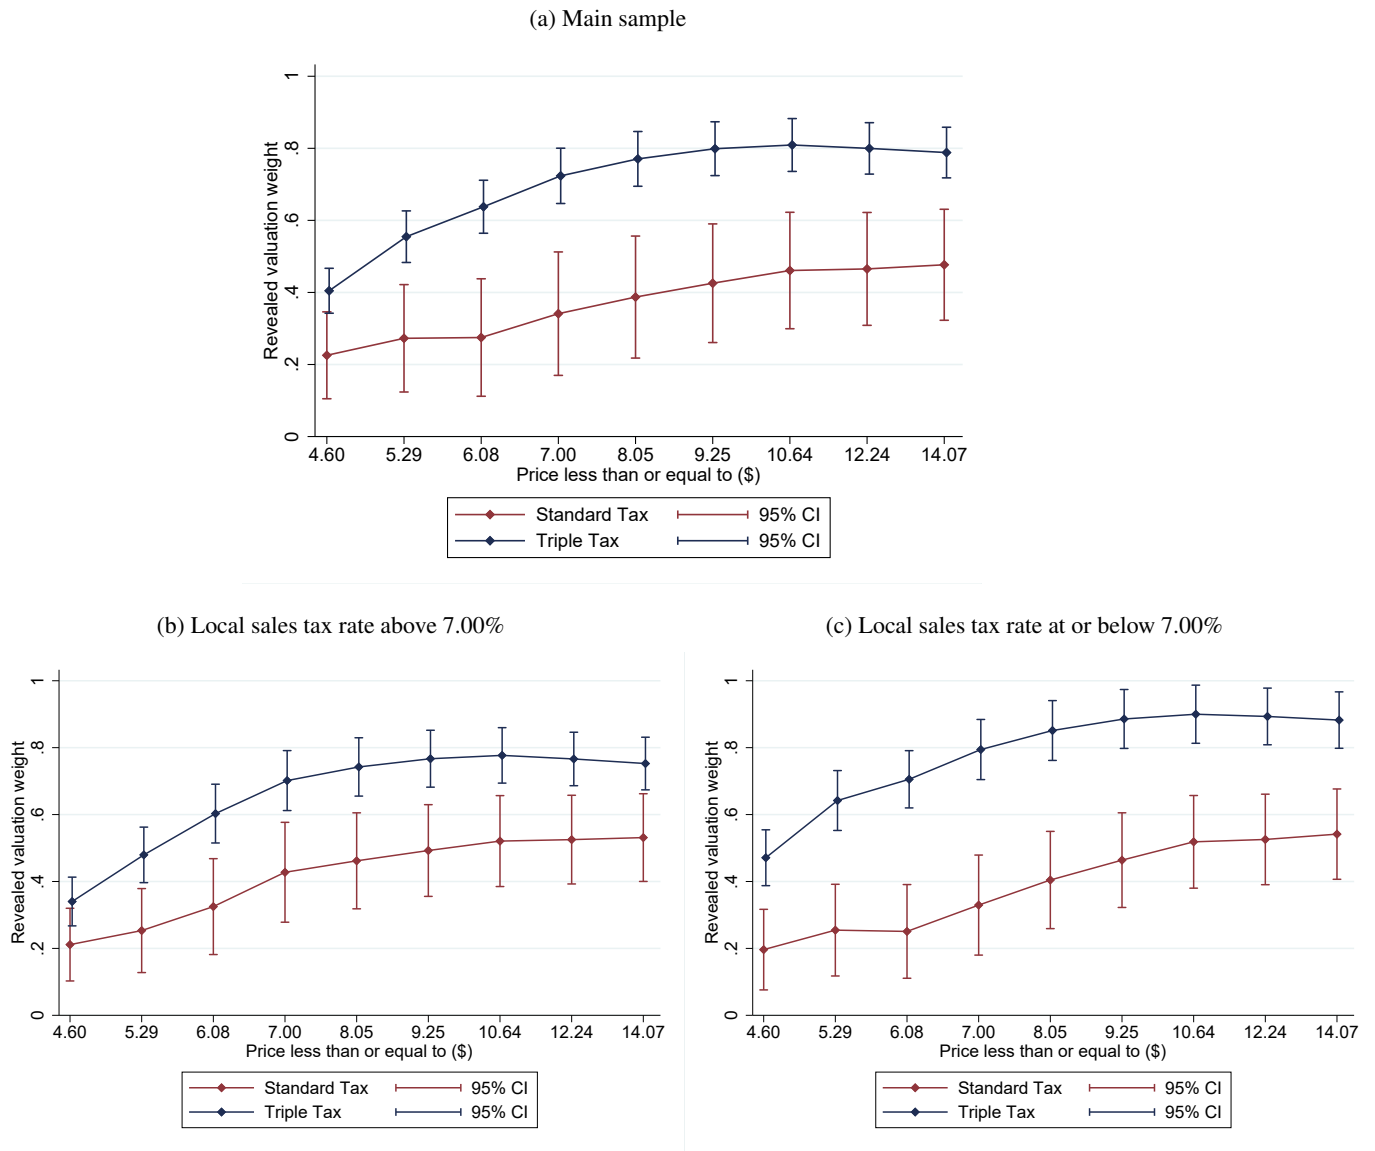 (a) Main sample
Revealed valuation weight
1
.8
.6
.4
.2
0
4.60 5.29 6.08 7.00 8.05 9.25 10.64 12.24 14.07
Price less than or equal to ($)
Standard Tax 95% CI
Triple Tax 95% CI
(b) Local sales tax rate above 7.00%
Revealed valuation weight
1
.8
.6
.4
.2
0
4.60 5.29 6.08 7.00 8.05 9.25 10.64 12.24 14.07
Price less than or equal to ($)
Standard Tax 95% CI
Triple Tax 95% CI
(c) Local sales tax rate at or below 7.00%
Revealed valuation weight
1
.8
.6
.4
.2
0
4.60 5.29 6.08 7.00 8.05 9.25 10.64 12.24 14.07
Price less than or equal to ($)
Standard Tax 95% CI
Triple Tax 95% CI